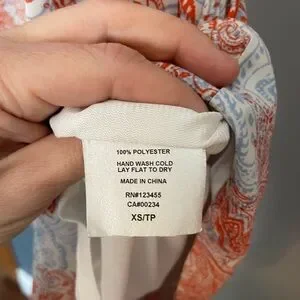 100% POLYESTER
HAND WASH COLD
LAY FLAT TO DRY
MADE IN CHINA
RN#123455
CA#00234
XS/TP